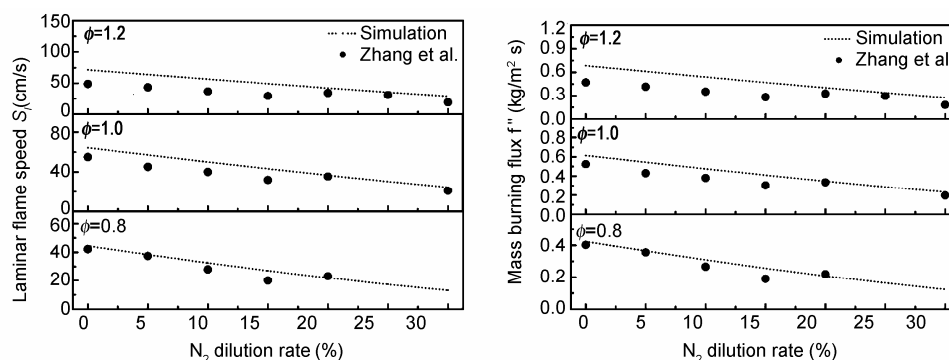 150
ϕ=1.2
Simulation
Zhang et al.
100
50
0
80
ϕ=1.0
40
0
60
ϕ=0.8
40
20
0
0 5 10 15 20 25 30
N₂ dilution rate (%)
Laminar flame speed Sₗ(cm/s)
1.2
ϕ=1.2
Simulation
Zhang et al.
0.9
0.6
0.3
0.0
0.8
ϕ=1.0
0.6
0.4
0.2
0.0
ϕ=0.8
0.4
0.2
0.0
0 5 10 15 20 25 30
N₂ dilution rate (%)
Mass burning flux f" (kg/m² s)